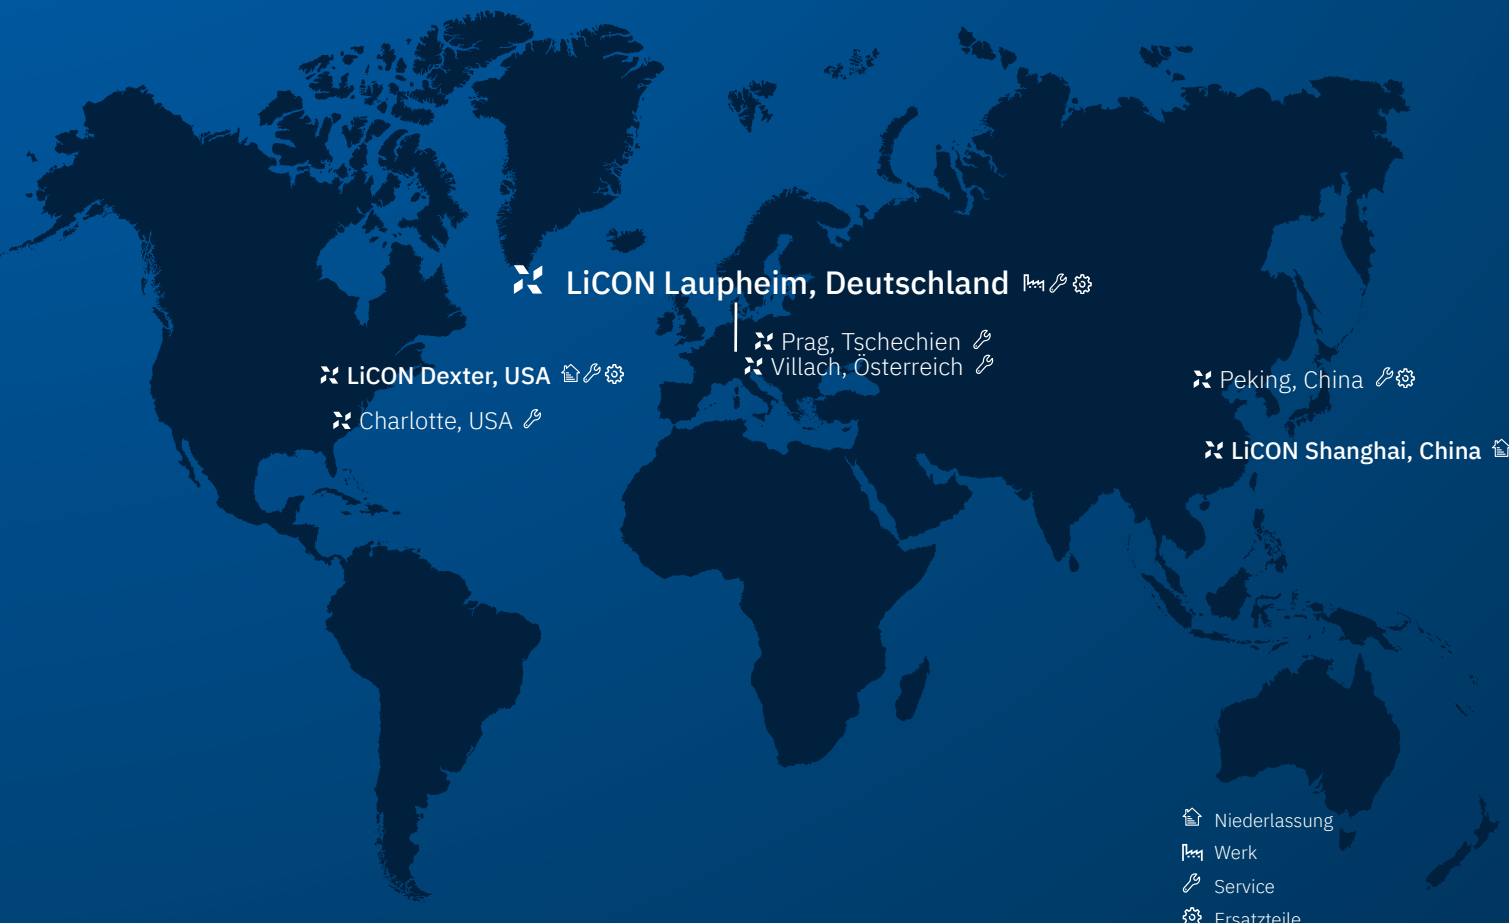 LiCON Laupheim, Deutschland
Prag, Tschechien
Villach, Österreich
LiCON Dexter, USA
Charlotte, USA
Peking, China
LiCON Shanghai, China
Niederlassung
Werk
Service
Ersatzteile